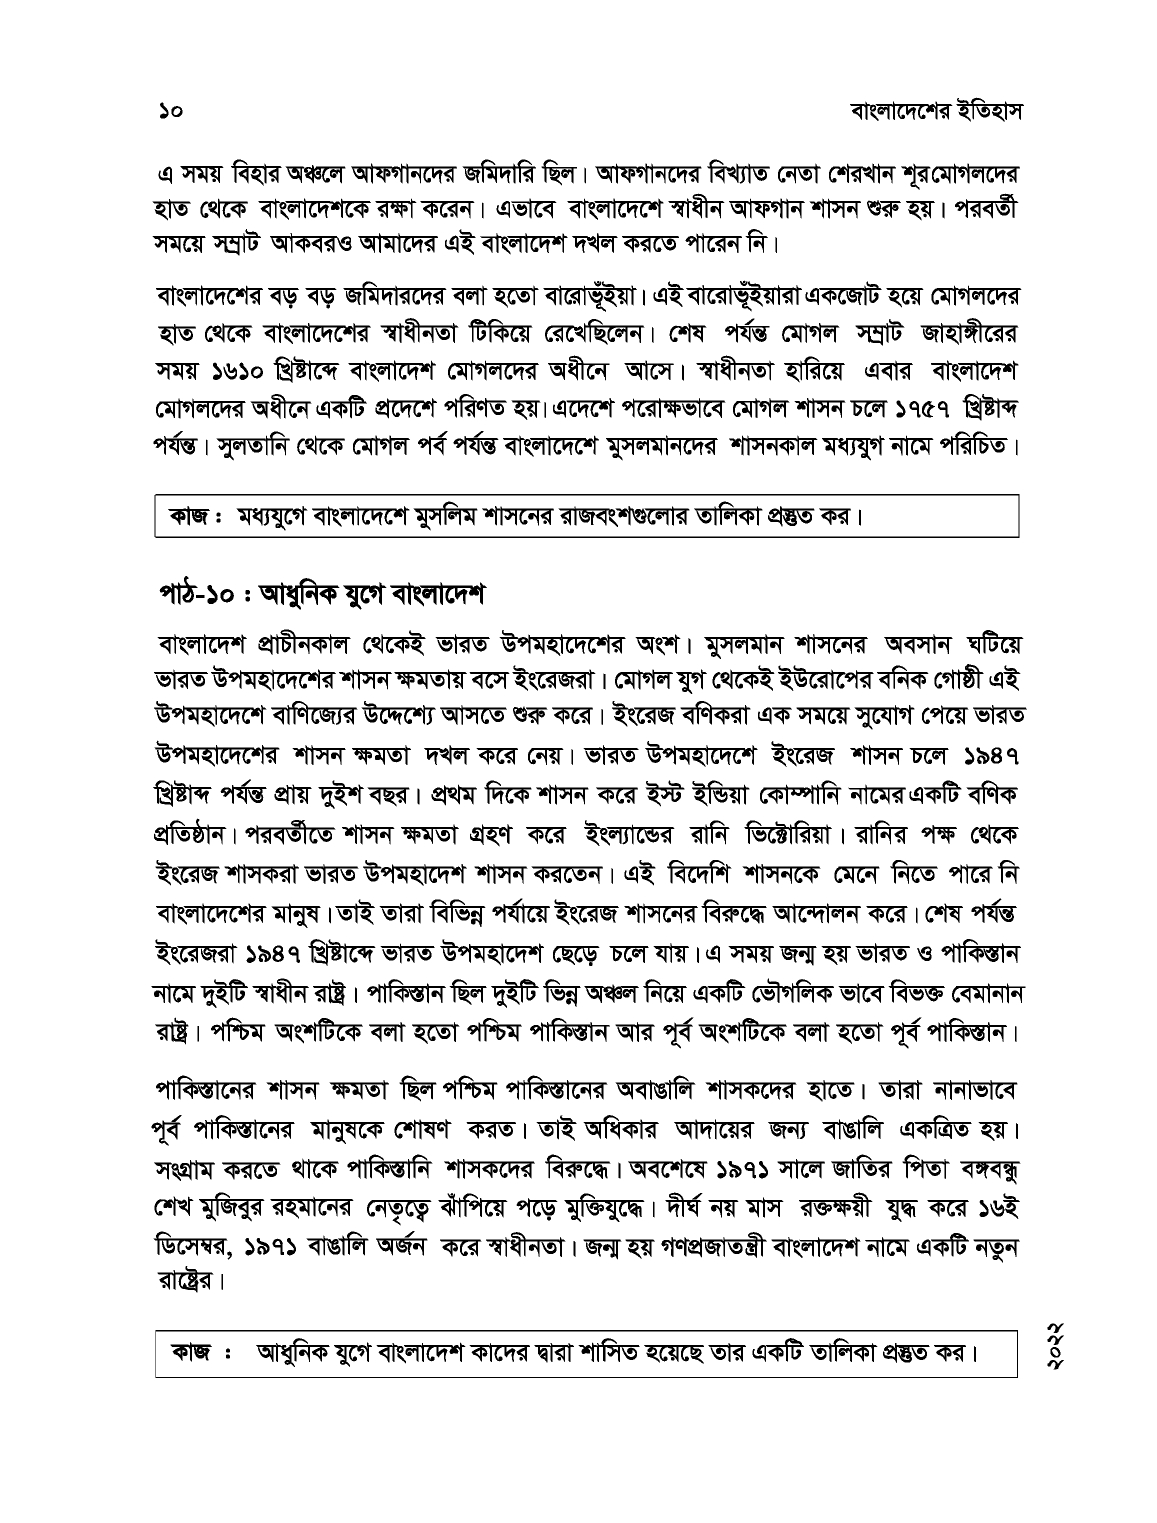 ১০ বাংলাদেশের ইতিহাস
এ সময় বিহার অঞ্চলে আফগানদের জমিদারি ছিল। আফগানদের বিখ্যাত নেতা শেরখান শূরমোগলদের
হাত থেকে বাংলাদেশকে রক্ষা করেন। এভাবে বাংলাদেশে স্বাধীন আফগান শাসন শুরু হয়। পরবর্তী
সময়ে সম্রাট আকবরও আমাদের এই বাংলাদেশ দখল করতে পারেন নি।
বাংলাদেশের বড় বড় জমিদারদের বলা হতো বারোভূঁইয়া। এই বারোভূঁইয়ারা একজোট হয়ে মোগলদের
হাত থেকে বাংলাদেশের স্বাধীনতা টিকিয়ে রেখেছিলেন। শেষ পর্যন্ত মোগল সম্রাট জাহাঙ্গীরের
সময় ১৬১০ খ্রিষ্টাব্দে বাংলাদেশ মোগলদের অধীনে আসে। স্বাধীনতা হারিয়ে এবার বাংলাদেশ
মোগলদের অধীনে একটি প্রদেশে পরিণত হয়। এদেশে পরোক্ষভাবে মোগল শাসন চলে ১৭৫৭ খ্রিষ্টাব্দ
পর্যন্ত। সুলতানি থেকে মোগল পর্ব পর্যন্ত বাংলাদেশে মুসলমানদের শাসনকাল মধ্যযুগ নামে পরিচিত।
কাজ : মধ্যযুগে বাংলাদেশে মুসলিম শাসনের রাজবংশগুলোর তালিকা প্রস্তুত কর।
পাঠ-১০ : আধুনিক যুগে বাংলাদেশ
বাংলাদেশ প্রাচীনকাল থেকেই ভারত উপমহাদেশের অংশ। মুসলমান শাসনের অবসান ঘটিয়ে
ভারত উপমহাদেশের শাসন ক্ষমতায় বসে ইংরেজরা। মোগল যুগ থেকেই ইউরোপের বনিক গোষ্ঠী এই
উপমহাদেশে বাণিজ্যের উদ্দেশ্যে আসতে শুরু করে। ইংরেজ বণিকরা এক সময়ে সুযোগ পেয়ে ভারত
উপমহাদেশের শাসন ক্ষমতা দখল করে নেয়। ভারত উপমহাদেশে ইংরেজ শাসন চলে ১৯৪৭
খ্রিষ্টাব্দ পর্যন্ত প্রায় দুইশ বছর। প্রথম দিকে শাসন করে ইস্ট ইন্ডিয়া কোম্পানি নামের একটি বণিক
প্রতিষ্ঠান। পরবর্তীতে শাসন ক্ষমতা গ্রহণ করে ইংল্যান্ডের রানি ভিক্টোরিয়া। রানির পক্ষ থেকে
ইংরেজ শাসকরা ভারত উপমহাদেশ শাসন করতেন। এই বিদেশি শাসনকে মেনে নিতে পারে নি
বাংলাদেশের মানুষ। তাই তারা বিভিন্ন পর্যায়ে ইংরেজ শাসনের বিরুদ্ধে আন্দোলন করে। শেষ পর্যন্ত
ইংরেজরা ১৯৪৭ খ্রিষ্টাব্দে ভারত উপমহাদেশ ছেড়ে চলে যায়। এ সময় জন্ম হয় ভারত ও পাকিস্তান
নামে দুইটি স্বাধীন রাষ্ট্র। পাকিস্তান ছিল দুইটি ভিন্ন অঞ্চল নিয়ে একটি ভৌগলিক ভাবে বিভক্ত বেমানান
রাষ্ট্র। পশ্চিম অংশটিকে বলা হতো পশ্চিম পাকিস্তান আর পূর্ব অংশটিকে বলা হতো পূর্ব পাকিস্তান।
পাকিস্তানের শাসন ক্ষমতা ছিল পশ্চিম পাকিস্তানের অবাঙালি শাসকদের হাতে। তারা নানাভাবে
পূর্ব পাকিস্তানের মানুষকে শোষণ করত। তাই অধিকার আদায়ের জন্য বাঙালি একত্রিত হয়।
সংগ্রাম করতে থাকে পাকিস্তানি শাসকদের বিরুদ্ধে। অবশেষে ১৯৭১ সালে জাতির পিতা বঙ্গবন্ধু
শেখ মুজিবুর রহমানের নেতৃত্বে ঝাঁপিয়ে পড়ে মুক্তিযুদ্ধে। দীর্ঘ নয় মাস রক্তক্ষয়ী যুদ্ধ করে ১৬ই
ডিসেম্বর, ১৯৭১ বাঙালি অর্জন করে স্বাধীনতা। জন্ম হয় গণপ্রজাতন্ত্রী বাংলাদেশ নামে একটি নতুন
রাষ্ট্রের।
কাজ : আধুনিক যুগে বাংলাদেশ কাদের দ্বারা শাসিত হয়েছে তার একটি তালিকা প্রস্তুত কর।
২০২২